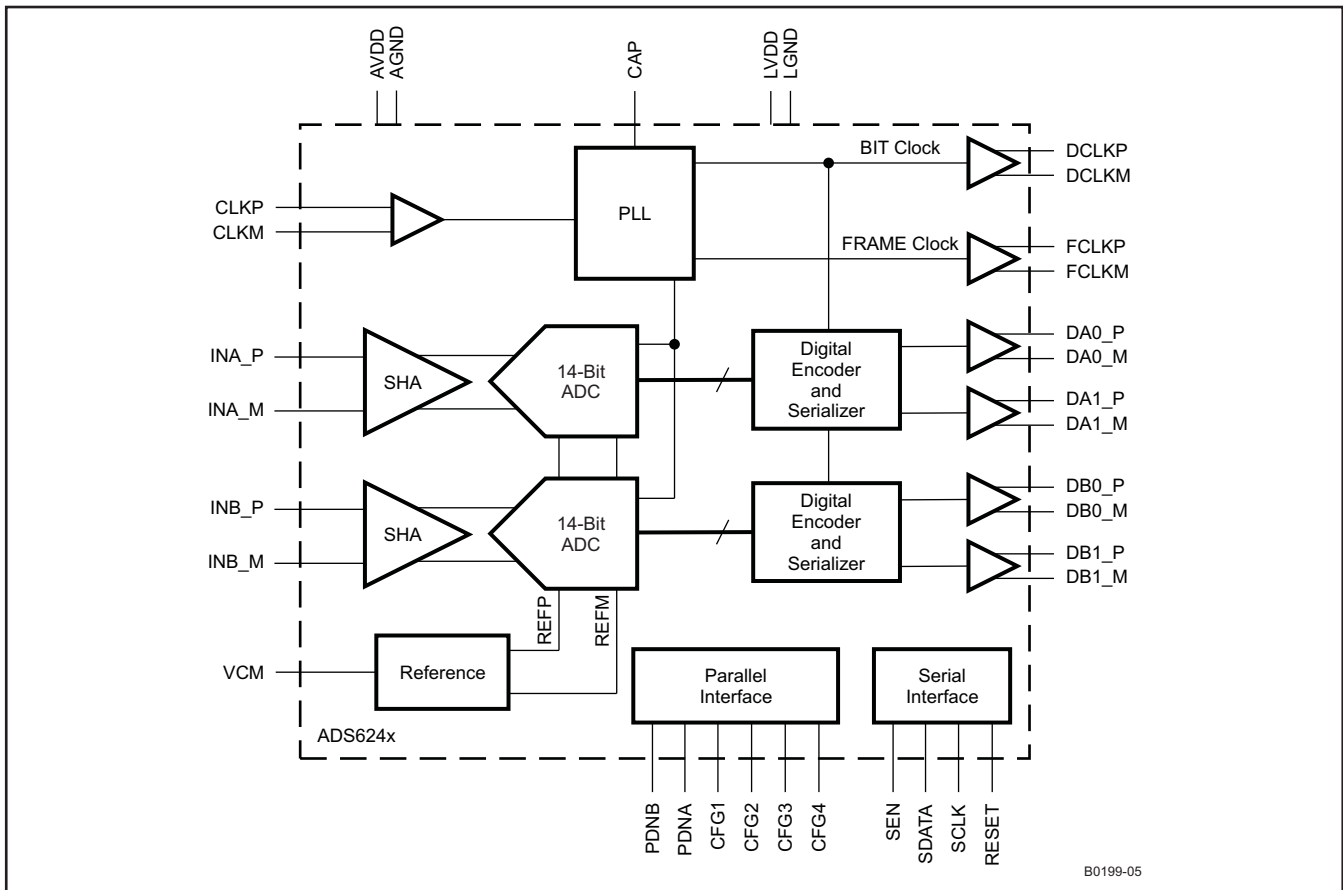 AVDD
AGND
CAP
LVDD
LGND
CLKP
CLKM
PLL
BIT Clock
DCLKP
DCLKM
FRAME Clock
FCLKP
FCLKM
INA_P
INA_M
SHA
14-Bit
ADC
Digital
Encoder
and
Serializer
DA0_P
DA0_M
DA1_P
DA1_M
INB_P
INB_M
SHA
14-Bit
ADC
Digital
Encoder
and
Serializer
DB0_P
DB0_M
DB1_P
DB1_M
REFP
REFM
VCM
Reference
Parallel
Interface
Serial
Interface
ADS624x
PDNB
PDNA
CFG1
CFG2
CFG3
CFG4
SEN
SDATA
SCLK
RESET
B0199-05